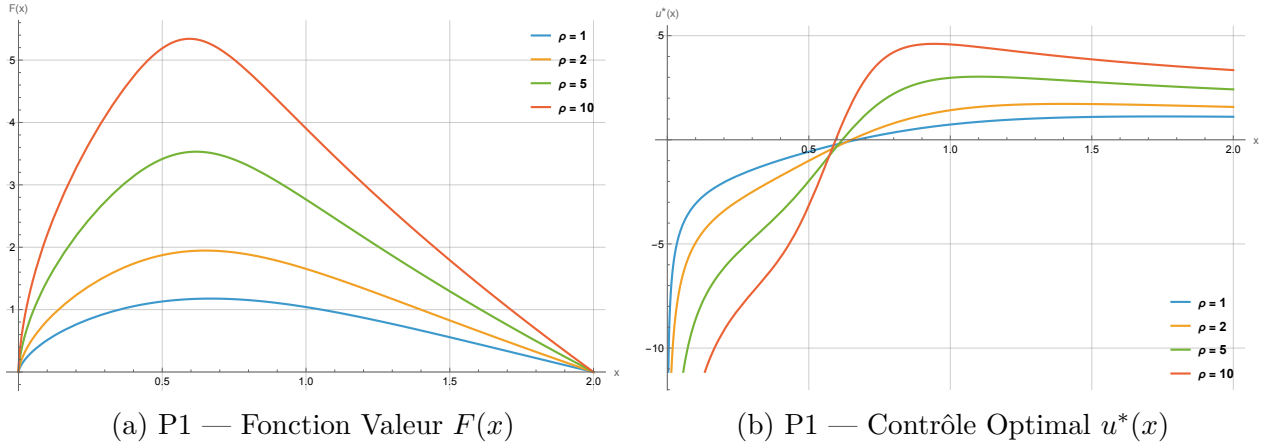 F(x)
5
4
3
2
1
0.5
1.0
1.5
2.0
x
ρ = 1
ρ = 2
ρ = 5
ρ = 10
(a) P1 — Fonction Valeur F(x)
u*(x)
5
−5
−10
0.5
1.0
1.5
2.0
x
ρ = 1
ρ = 2
ρ = 5
ρ = 10
(b) P1 — Contrôle Optimal u*(x)